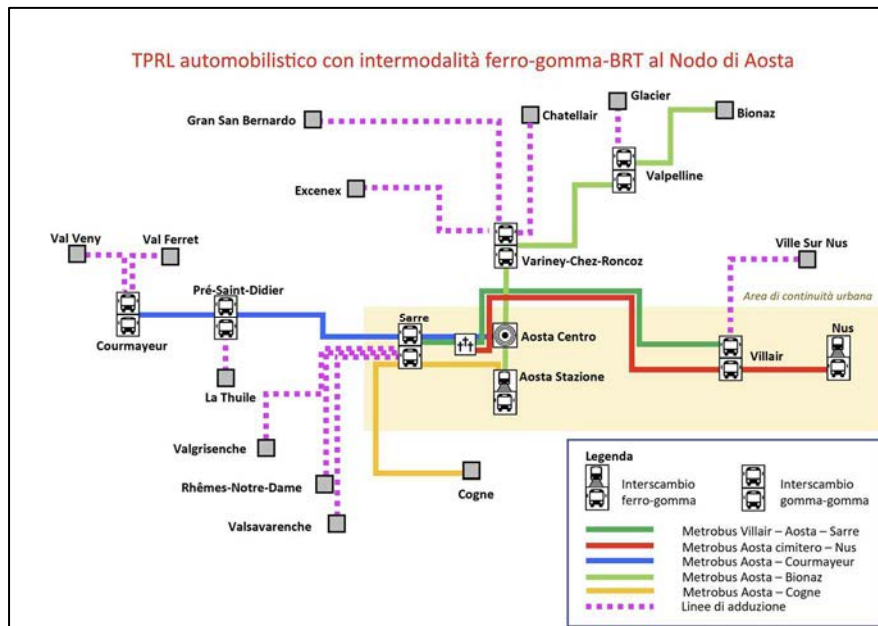 TPRL automobilistico con intermodalità ferro-gomma-BRT al Nodo di Aosta
Glacier
Gran San Bernardo
Chatellair
Bionaz
Valpelline
Excenex
Val Veny
Val Ferret
Ville Sur Nus
Variney-Chez-Roncoz
Pré-Saint-Didier
Area di continuità urbana
Sarre
Nus
Aosta Centro
Courmayeur
Villair
Aosta Stazione
La Thuile
Valgrisenche
Legenda
Rhêmes-Notre-Dame
Cogne
Interscambio
ferro-gomma
Interscambio
gomma-gomma
Valsavarenche
Metrobus Villair – Aosta – Sarre
Metrobus Aosta cimitero – Nus
Metrobus Aosta – Courmayeur
Metrobus Aosta – Bionaz
Metrobus Aosta – Cogne
Linee di adduzione